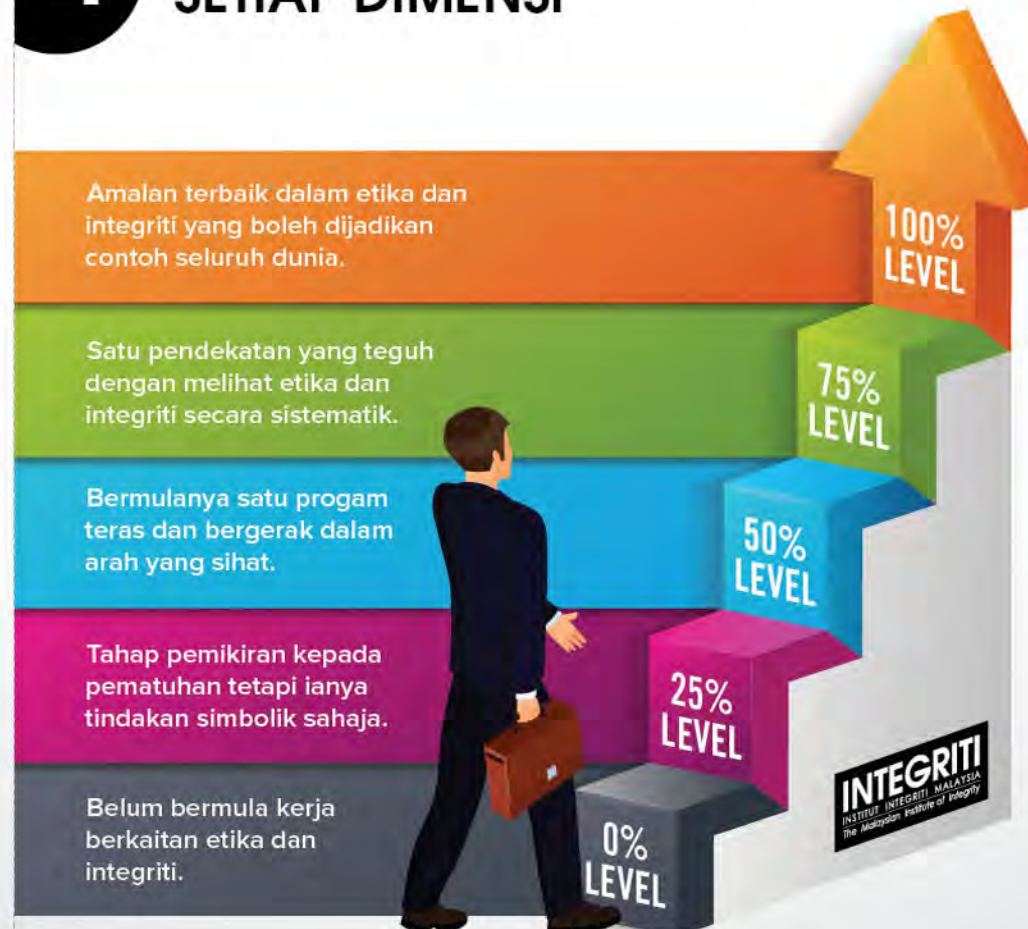 SETIAP DIMENSI
Amalan terbaik dalam etika dan
integriti yang boleh dijadikan
contoh seluruh dunia.
100%
LEVEL
Satu pendekatan yang teguh
dengan melihat etika dan
integriti secara sistematik.
75%
LEVEL
Bermulanya satu progam
teras dan bergerak dalam
arah yang sihat.
50%
LEVEL
Tahap pemikiran kepada
pematuhan tetapi ianya
tindakan simbolik sahaja.
25%
LEVEL
Belum bermula kerja
berkaitan etika dan
integriti.
0%
LEVEL
INTEGRITI
INSTITUT INTEGRITI MALAYSIA
The Malaysian Institute of Integrity